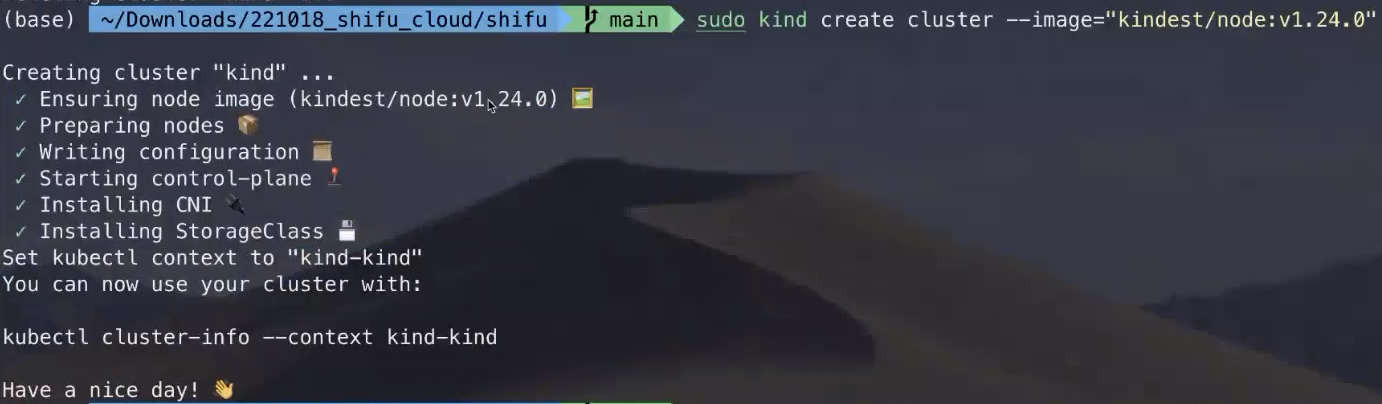 (base) ~/Downloads/221018_shifu_cloud/shifu main sudo kind create cluster --image="kindest/node:v1.24.0"
Creating cluster "kind" ...
✓ Ensuring node image (kindest/node:v1.24.0) 🖼
✓ Preparing nodes 📦
✓ Writing configuration 📜
✓ Starting control-plane 🕹️
✓ Installing CNI 🔌
✓ Installing StorageClass 💾
Set kubectl context to "kind-kind"
You can now use your cluster with:
kubectl cluster-info --context kind-kind
Have a nice day! 👋